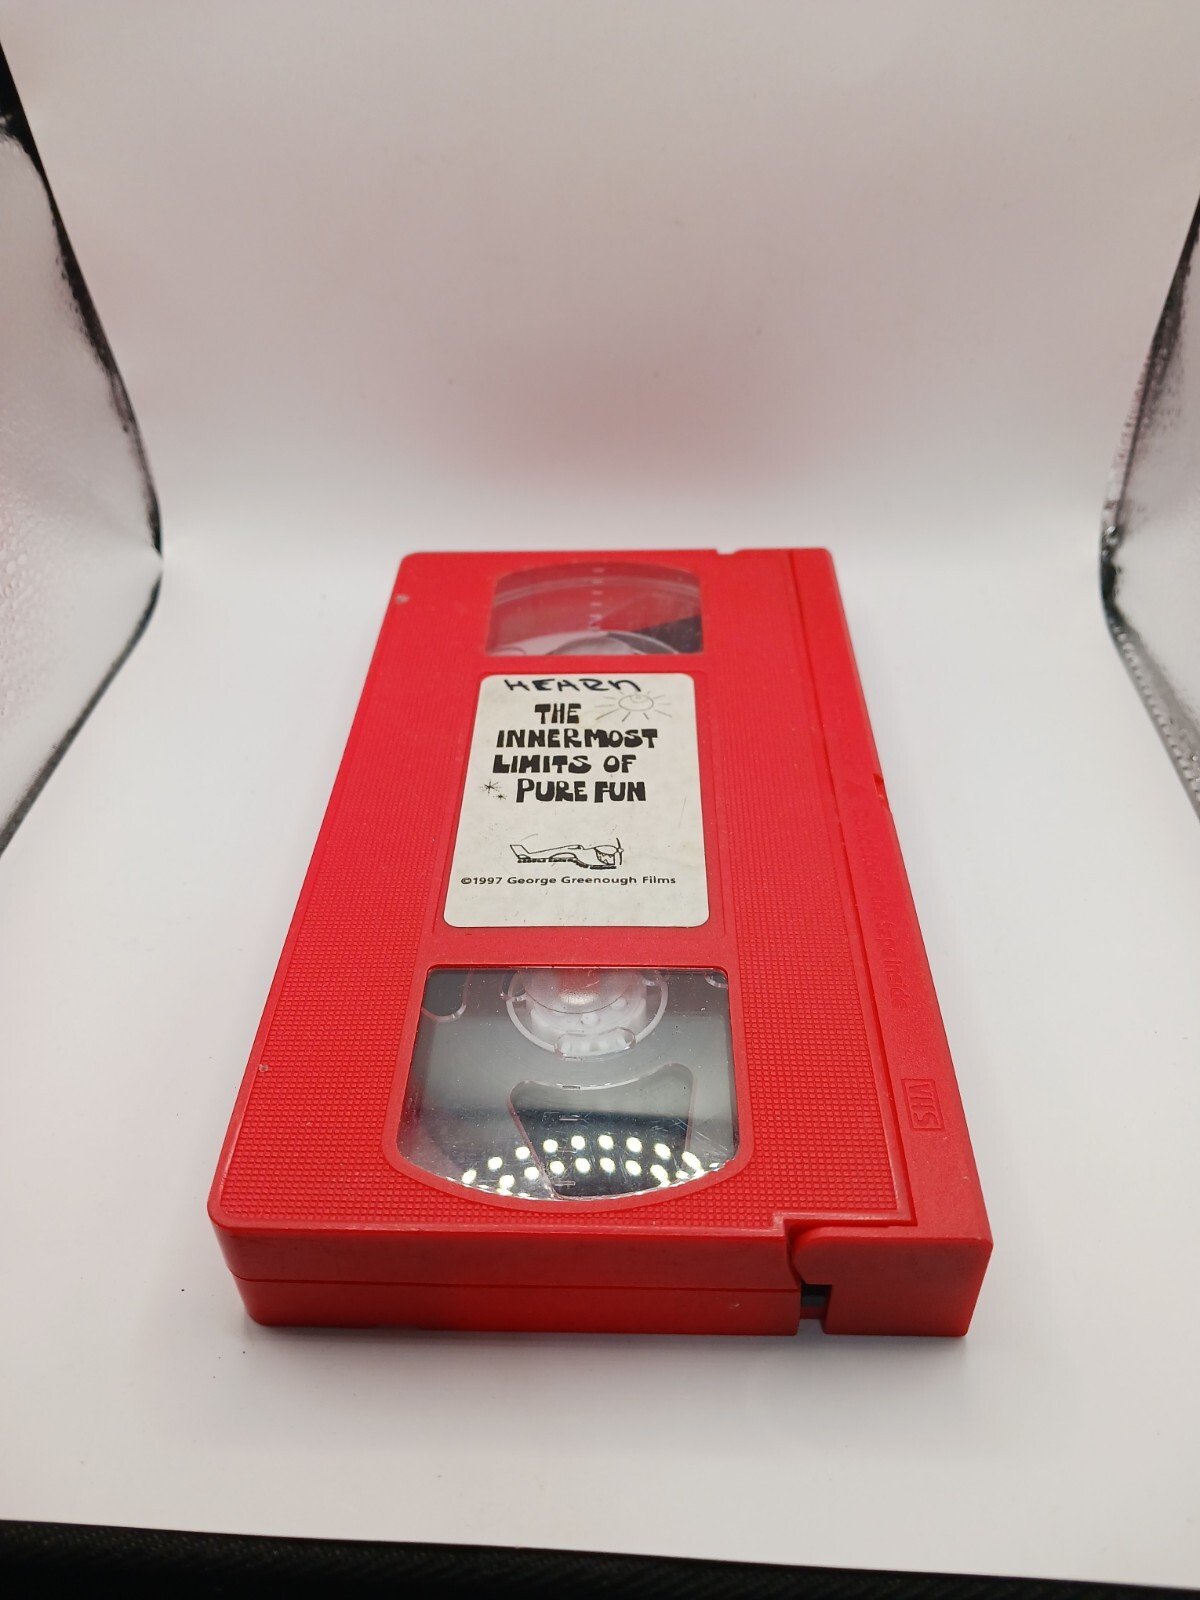 HEARN
THE
INNERMOST
LIMITS OF
PURE FUN
©1997 George Greenough Films
VHS